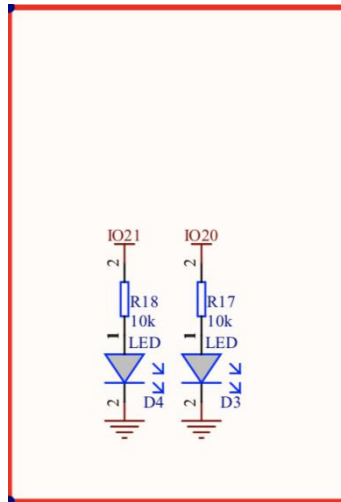 IO21 IO20
2 2
R18 R17
10k 10k
1 LED 1 LED
2 D4 2 D3